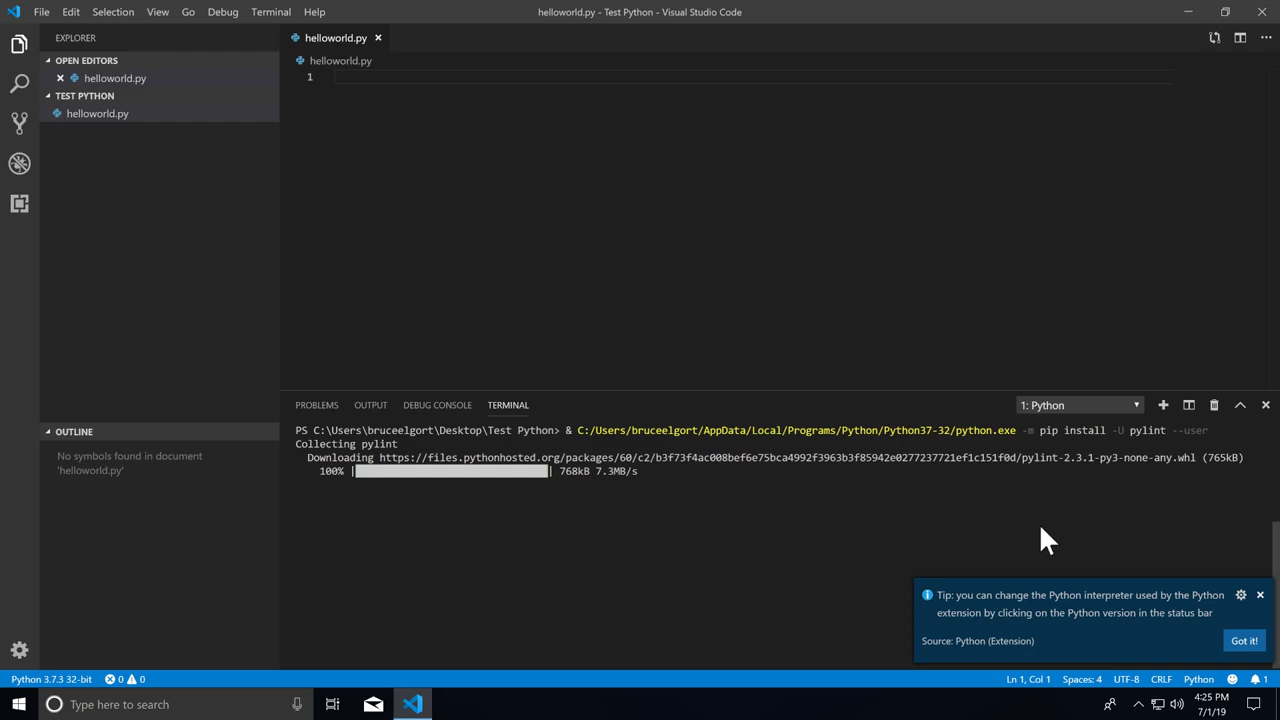 File Edit Selection View Go Debug Terminal Help
helloworld.py - Test Python - Visual Studio Code
EXPLORER
OPEN EDITORS
helloworld.py
TEST PYTHON
helloworld.py
OUTLINE
No symbols found in document
'helloworld.py'
helloworld.py
helloworld.py
1
PROBLEMS OUTPUT DEBUG CONSOLE TERMINAL
1: Python
PS C:\Users\bruceelgort\Desktop\Test Python> & C:/Users/bruceelgort/AppData/Local/Programs/Python/Python37-32/python.exe -m pip install -U pylint --user
Collecting pylint
Downloading https://files.pythonhosted.org/packages/60/c2/b3f73f4ac008bef6e75bca4992f3963b3f85942e0277237721ef1c151f0d/pylint-2.3.1-py3-none-any.whl (765kB)
100% | | 768kB 7.3MB/s
Tip: you can change the Python interpreter used by the Python
extension by clicking on the Python version in the status bar
Source: Python (Extension)
Got it!
Python 3.7.3 32-bit 0 0
Ln 1, Col 1 Spaces: 4 UTF-8 CRLF Python 1
Type here to search
4:25 PM
7/1/19